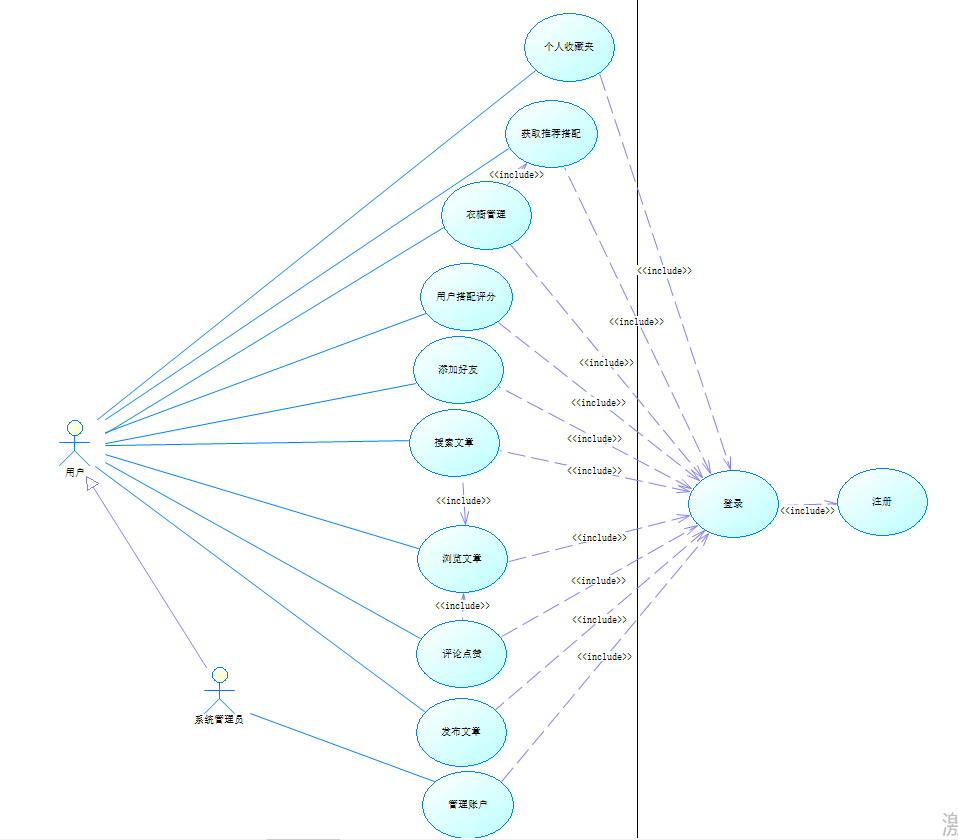 个人收藏夹
获取推荐搭配
<<include>>
衣橱管理
<<include>>
用户搭配评分
<<include>>
<<include>>
添加好友
<<include>>
<<include>>
搜索文章
<<include>>
用户
<<include>>
登录
注册
<<include>>
<<include>>
浏览文章
<<include>>
<<include>>
<<include>>
评论点赞
<<include>>
系统管理员
发布文章
管理账户
激